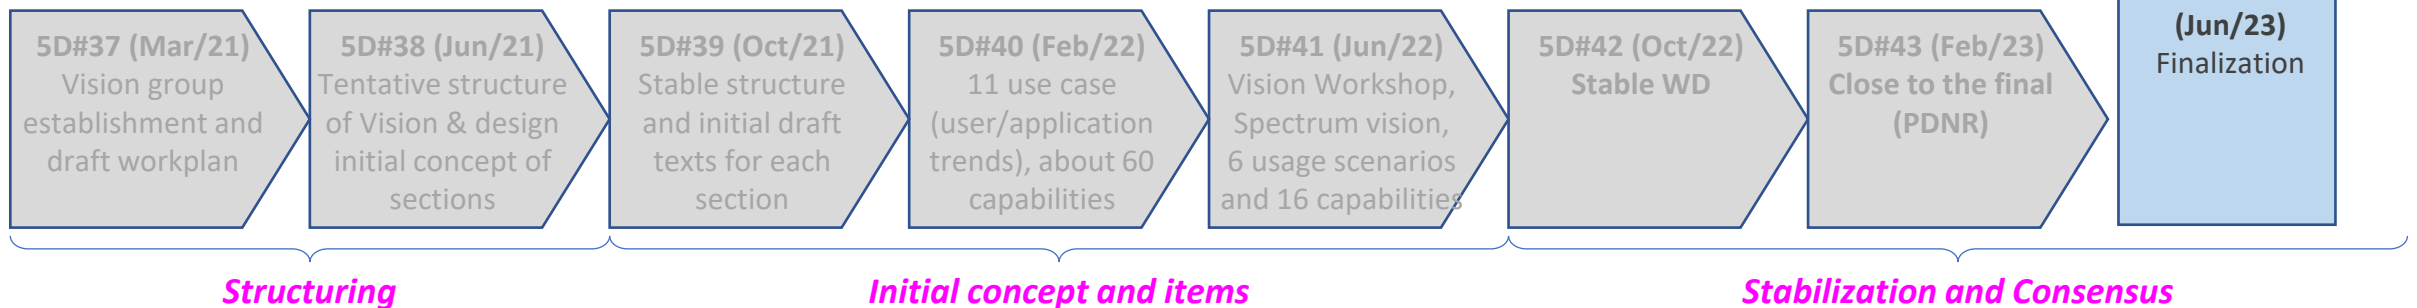 5D#37 (Mar/21)
Vision group
establishment and
draft workplan
5D#38 (Jun/21)
Tentative structure
of Vision & design
initial concept of
sections
5D#39 (Oct/21)
Stable structure
and initial draft
texts for each
section
5D#40 (Feb/22)
11 use case
(user/application
trends), about 60
capabilities
5D#41 (Jun/22)
Vision Workshop,
Spectrum vision,
6 usage scenarios
and 16 capabilities
5D#42 (Oct/22)
Stable WD
5D#43 (Feb/23)
Close to the final
(PDNR)
(Jun/23)
Finalization
Structuring
Initial concept and items
Stabilization and Consensus